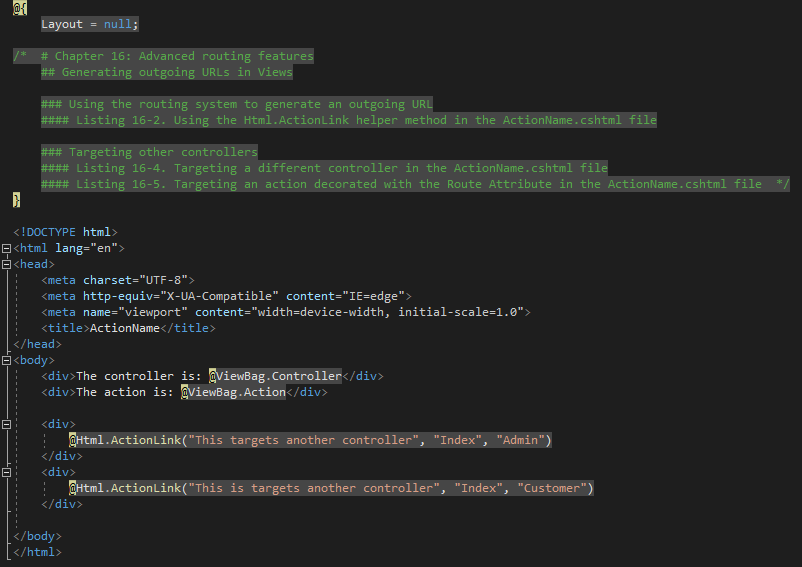 @{
    Layout = null;

/*  # Chapter 16: Advanced routing features
    ## Generating outgoing URLs in Views

    ### Using the routing system to generate an outgoing URL
    #### Listing 16-2. Using the Html.ActionLink helper method in the ActionName.cshtml file

    ### Targeting other controllers
    #### Listing 16-4. Targeting a different controller in the ActionName.cshtml file
    #### Listing 16-5. Targeting an action decorated with the Route Attribute in the ActionName.cshtml file  */
}

<!DOCTYPE html>
<html lang="en">
<head>
    <meta charset="UTF-8">
    <meta http-equiv="X-UA-Compatible" content="IE=edge">
    <meta name="viewport" content="width=device-width, initial-scale=1.0">
    <title>ActionName</title>
</head>
<body>
    <div>The controller is: @ViewBag.Controller</div>
    <div>The action is: @ViewBag.Action</div>

    <div>
        @Html.ActionLink("This targets another controller", "Index", "Admin")
    </div>
    <div>
        @Html.ActionLink("This is targets another controller", "Index", "Customer")
    </div>

</body>
</html>